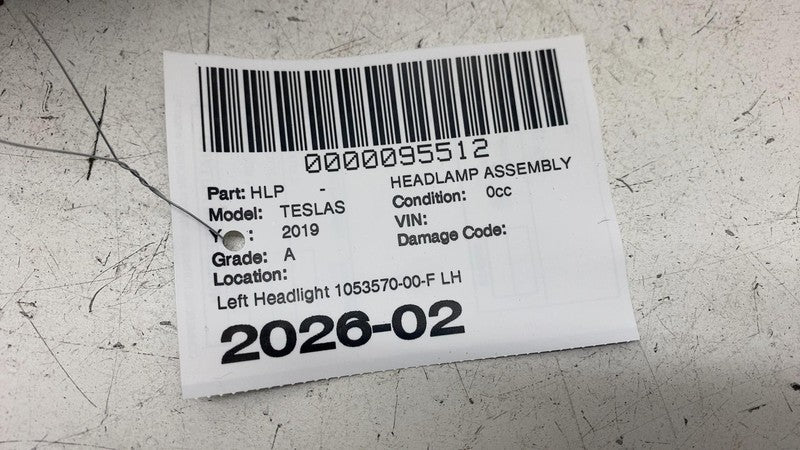 0000095512
Part: HLP - HEADLAMP ASSEMBLY
Model: TESLAS Condition: 0cc
Y : 2019 VIN:
Grade: A Damage Code:
Location:
Left Headlight 1053570-00-F LH
2026-02